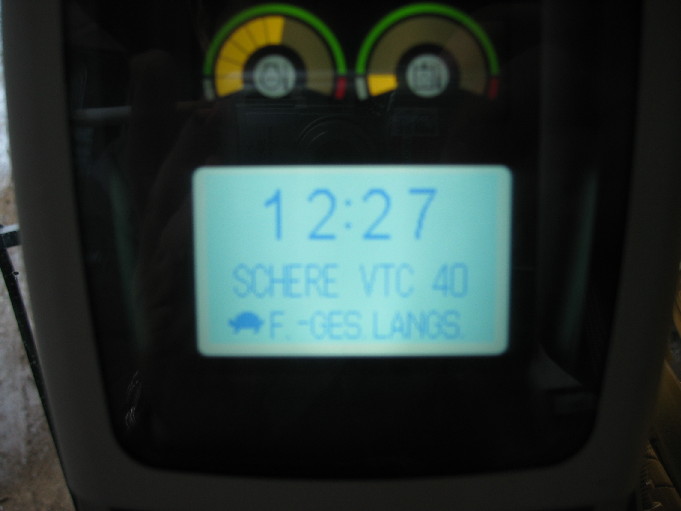 12:27
SCHERE VTC 40
F.-GES.LANGS.